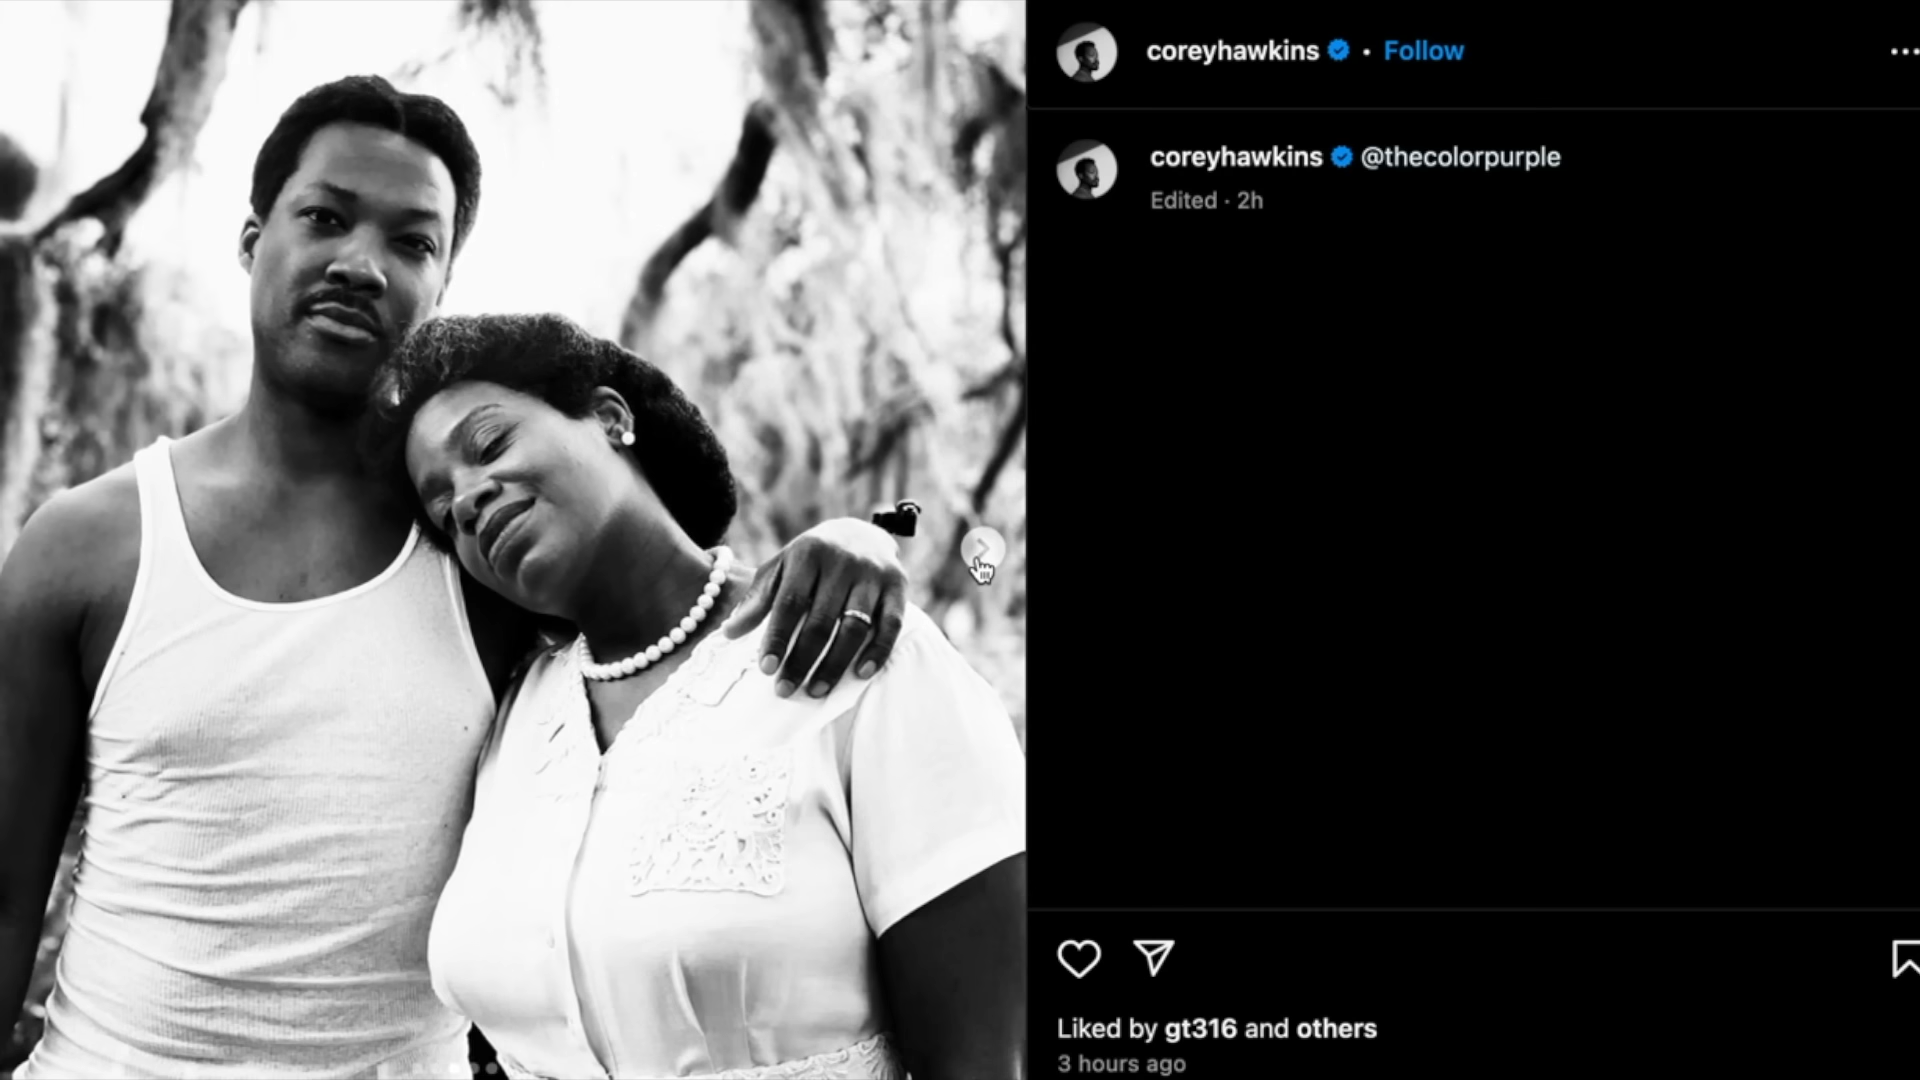 coreyhawkins • Follow
coreyhawkins @thecolorpurple
Edited · 2h
Liked by gt316 and others
3 hours ago